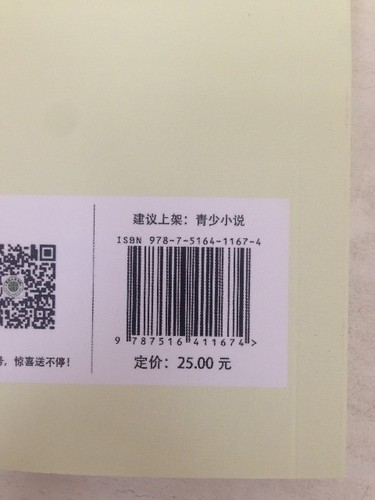 建议上架：青少小说
ISBN 978-7-5164-1167-4
9 787516 411674 >
定价：25.00 元
号，惊喜送不停！